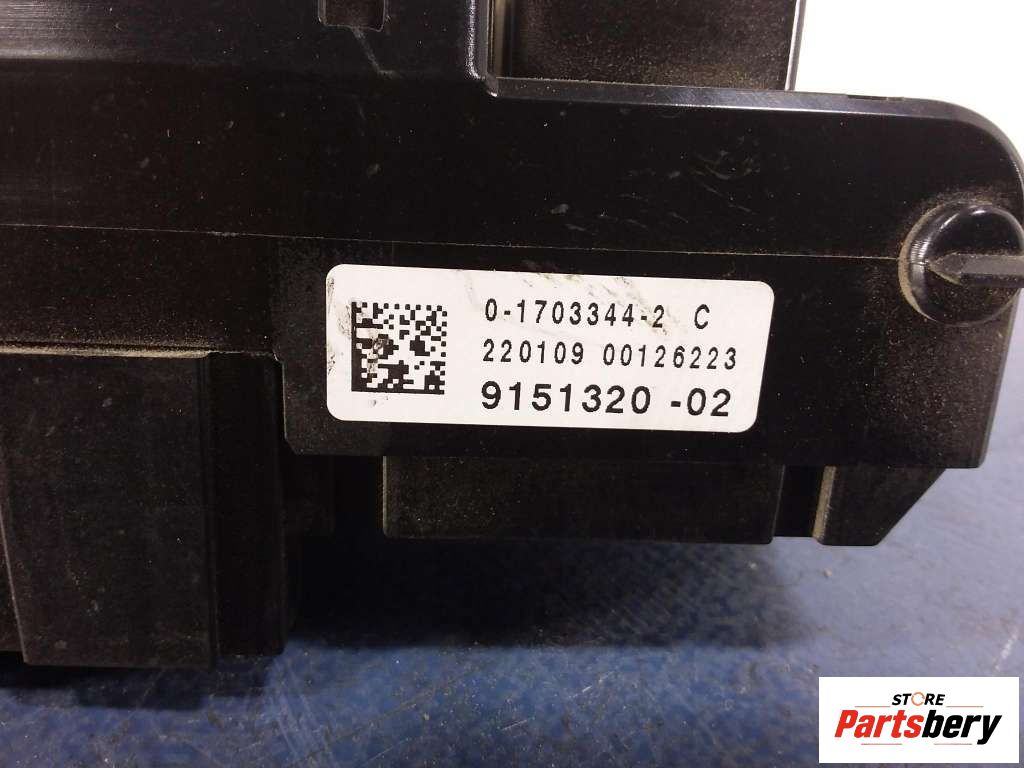 0-1703344-2 C
220109 00126223
9151320 -02
STORE
Partsbery